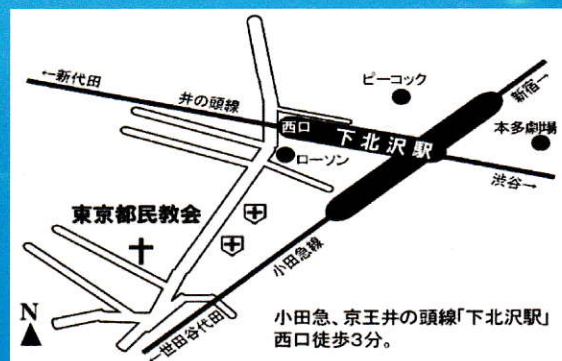 ←新代田
井の頭線
ピーコック
新宿→
西口
下北沢駅
本多劇場
ローソン
渋谷→
東京都民教会
小田急線
N
←世田谷代田
小田急、京王井の頭線「下北沢駅」
西口徒歩3分。